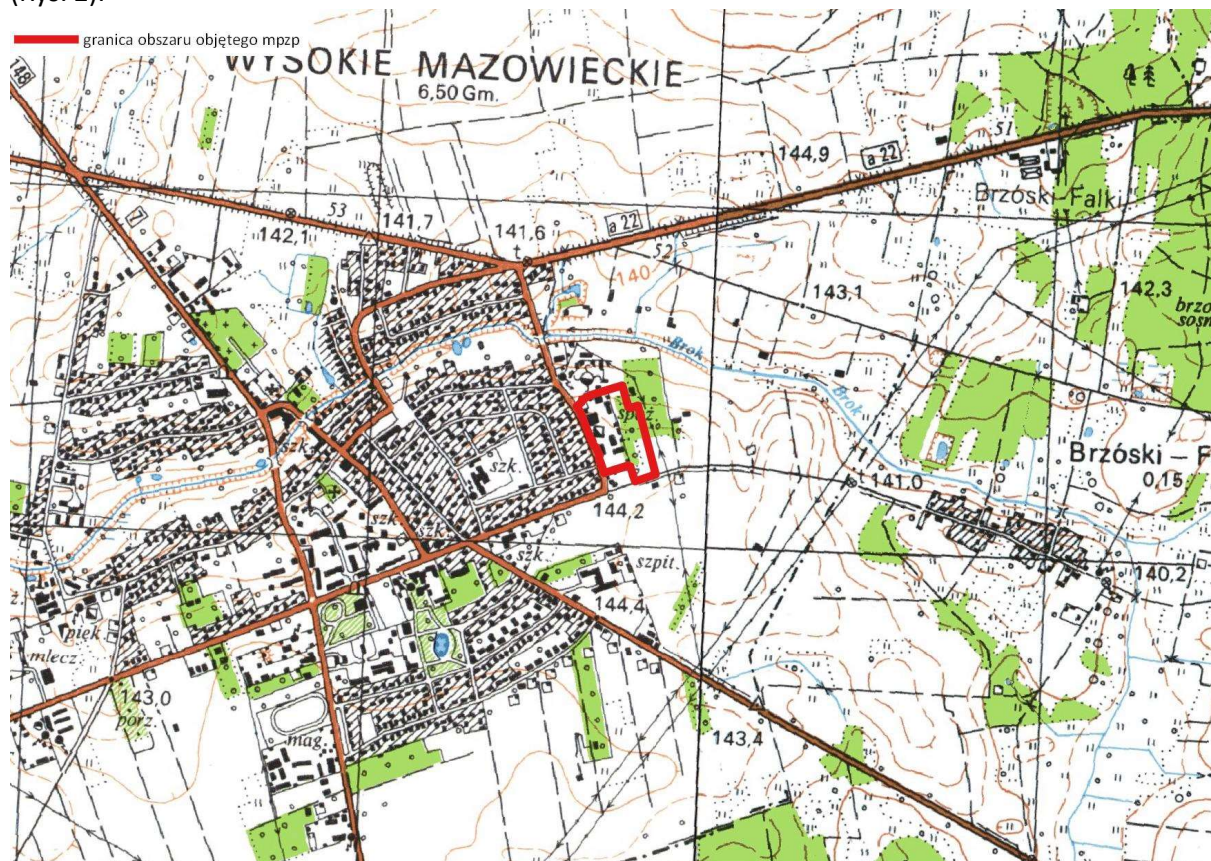 granica obszaru objętego mpzp
WYSOKIE MAZOWIECKIE
6,50 Gm.
144,9
a 22
51
Brzóski-Falki
53
141,7
142,1
141,6
a 22
52
140
143,1
142,3
Brok
Brok
szk.
144,2
141,0
Brzóski – F
0,15
szk.
szk.
szk
szpit.
144,4
140,2
piek
mlecz.
143,0
porz.
mag.
143,4